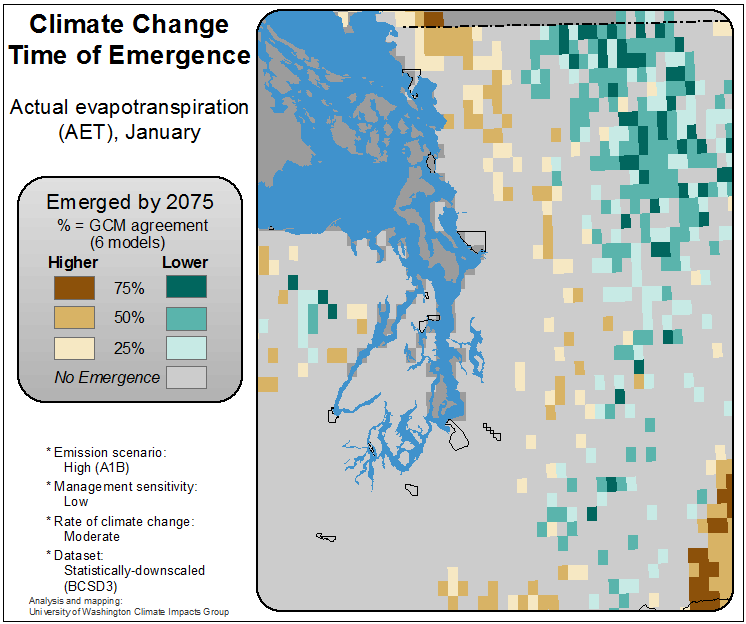 Climate Change
Time of Emergence
Actual evapotranspiration
(AET), January
Emerged by 2075
% = GCM agreement
(6 models)
Higher Lower
75%
50%
25%
No Emergence
* Emission scenario:
High (A1B)
* Management sensitivity:
Low
* Rate of climate change:
Moderate
* Dataset:
Statistically-downscaled
(BCSD3)
Analysis and mapping:
University of Washington Climate Impacts Group